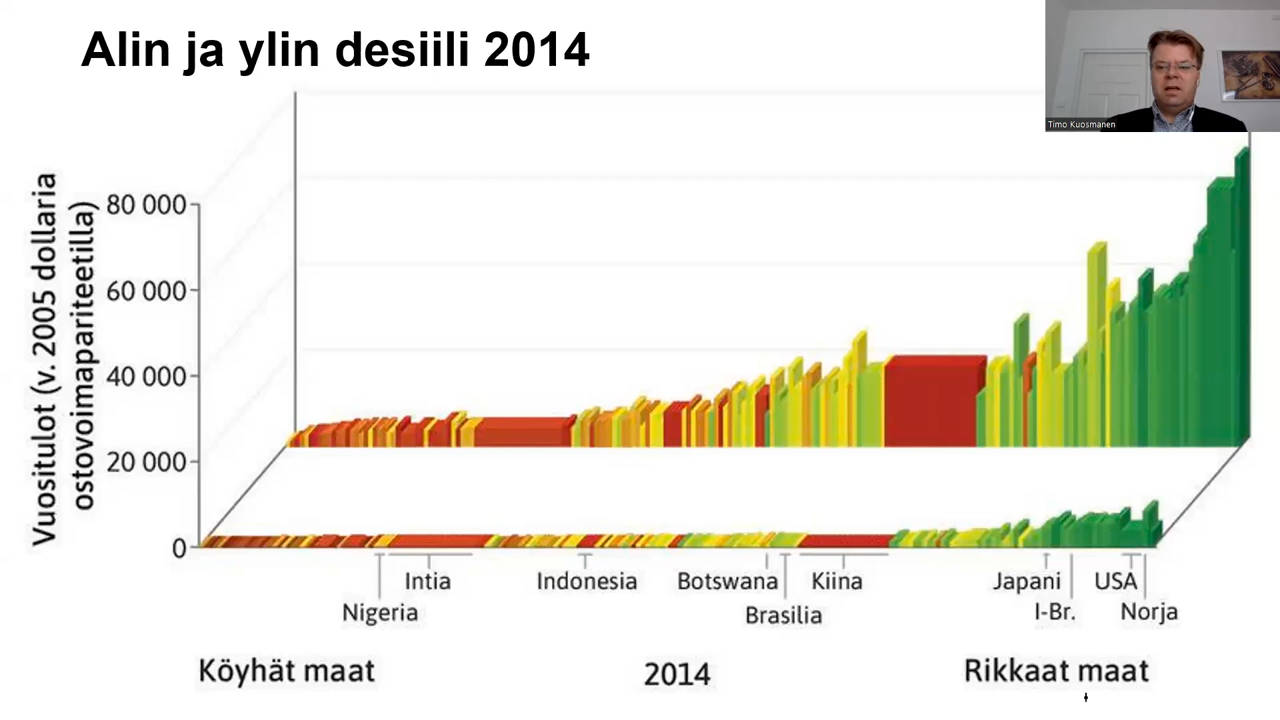 Alin ja ylin desiili 2014
Timo Kuosmanen
Vuositulot (v. 2005 dollaria
ostovoimapariteetilla)
80 000
60 000
40 000
20 000
0
Intia
Indonesia
Botswana
Kiina
Japani
USA
Nigeria
Brasilia
I-Br.
Norja
Köyhät maat
2014
Rikkaat maat